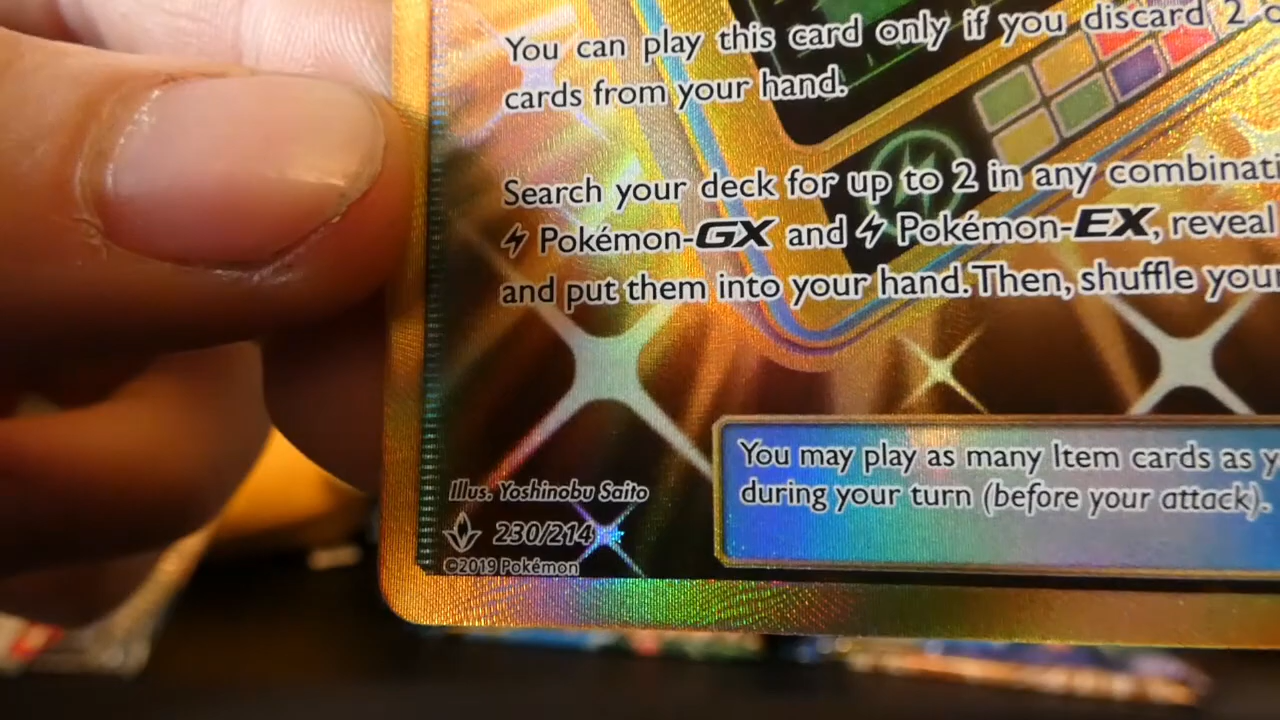 You can play this card only if you discard 2
cards from your hand.
Search your deck for up to 2 in any
Pokémon-GX and Pokémon-EX, reveal
and put them into your hand. Then, shuffle
You may play as many Item cards as
during your turn (before your attack).
Illus. Yoshinobu Saito
230/214
©2019 Pokémon